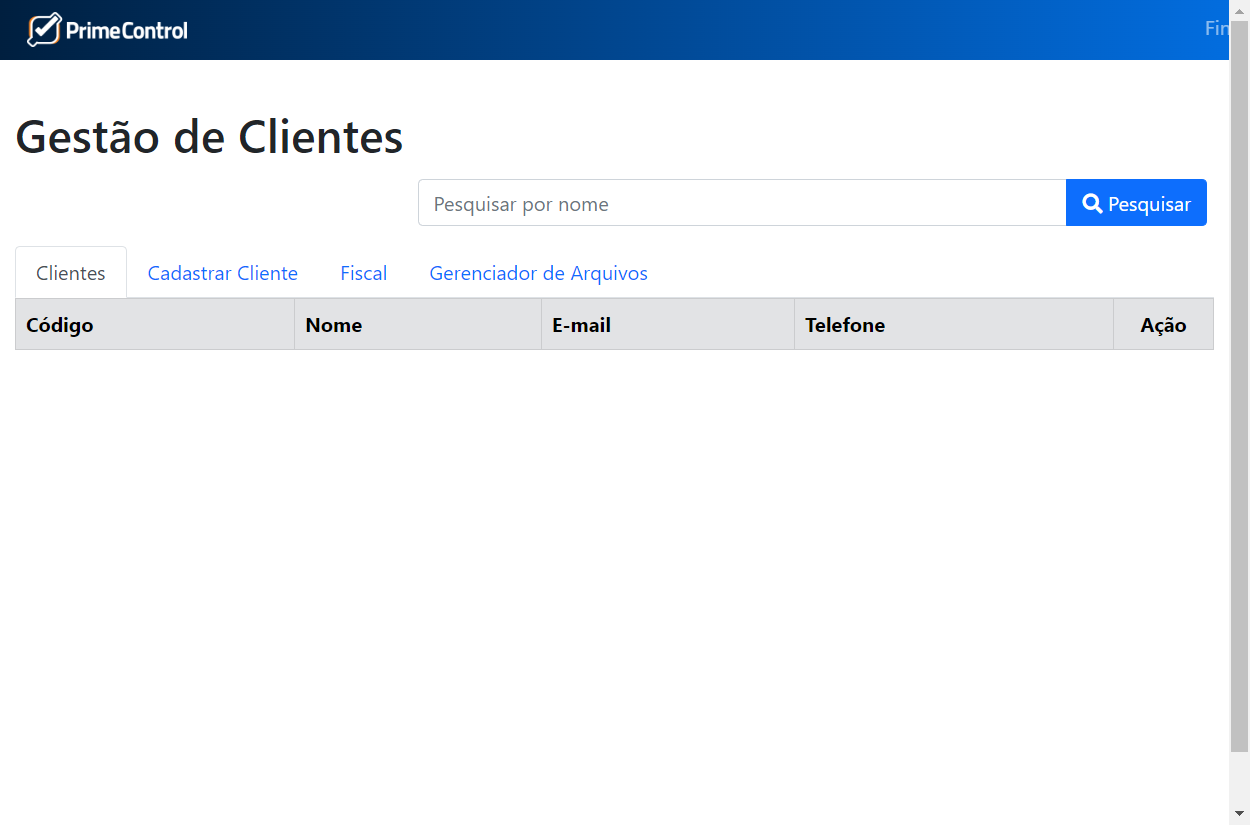 PrimeControl
Fin
Gestão de Clientes
Pesquisar por nome
Pesquisar
Clientes Cadastrar Cliente Fiscal Gerenciador de Arquivos
Código Nome E-mail Telefone Ação